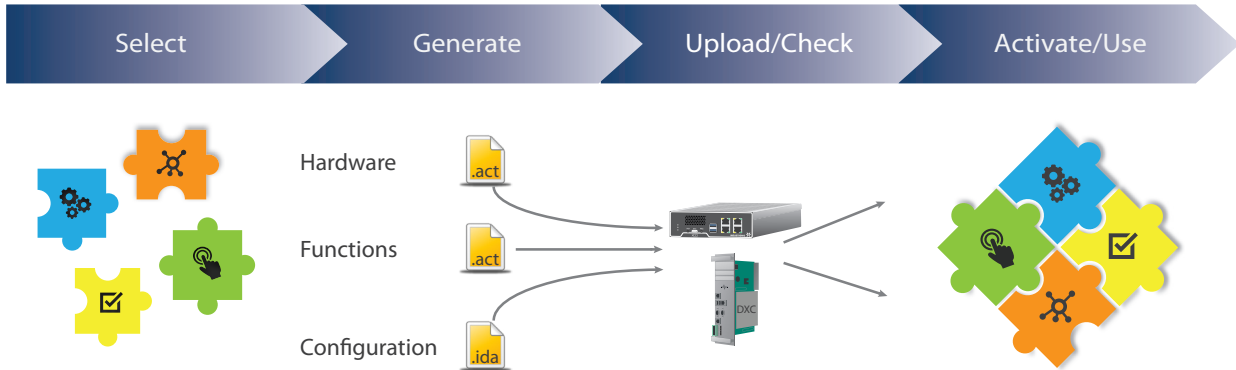 Select
Generate
Upload/Check
Activate/Use
Hardware
.act
Functions
.act
DXC
Configuration
.ida